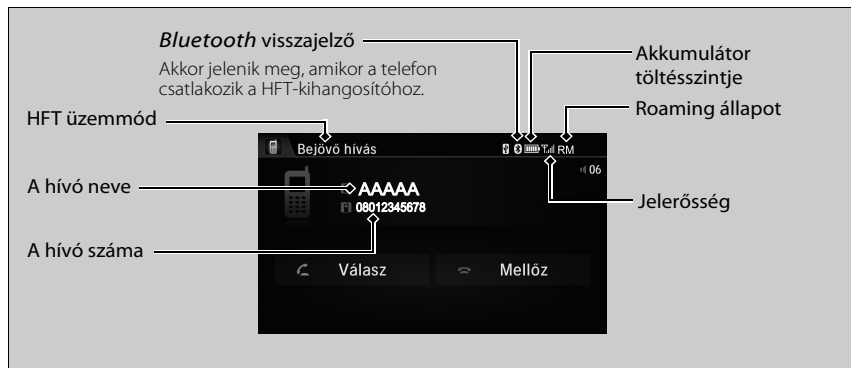 Bluetooth visszajelző
Akkor jelenik meg, amikor a telefon
csatlakozik a HFT-kihangosítóhoz.
Akkumulátor
töltésszintje
Roaming állapot
HFT üzemmód
Bejövő hívás
RM
06
A hívó neve
AAAAA
08012345678
Jelerősség
A hívó száma
Válasz
Mellőz